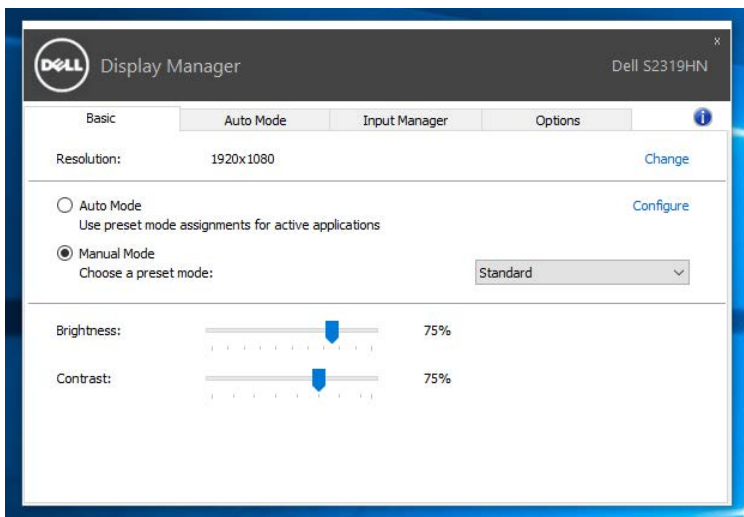 x
DELL Display Manager Dell S2319HN
Basic Auto Mode Input Manager Options i
Resolution: 1920x1080 Change
Auto Mode Configure
Use preset mode assignments for active applications
Manual Mode
Choose a preset mode: Standard
Brightness: 75%
Contrast: 75%